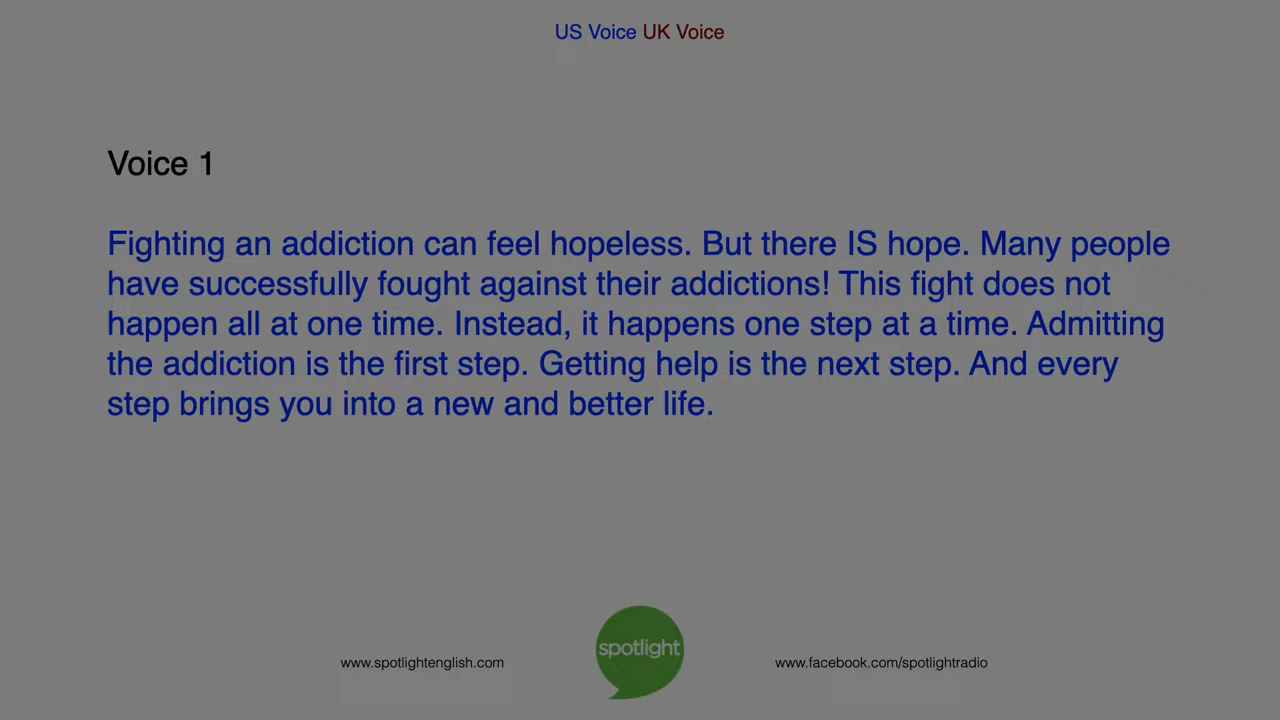 US Voice UK Voice
Voice 1
Fighting an addiction can feel hopeless. But there IS hope. Many people
have successfully fought against their addictions! This fight does not
happen all at one time. Instead, it happens one step at a time. Admitting
the addiction is the first step. Getting help is the next step. And every
step brings you into a new and better life.
www.spotlightenglish.com
spotlight
www.facebook.com/spotlightradio